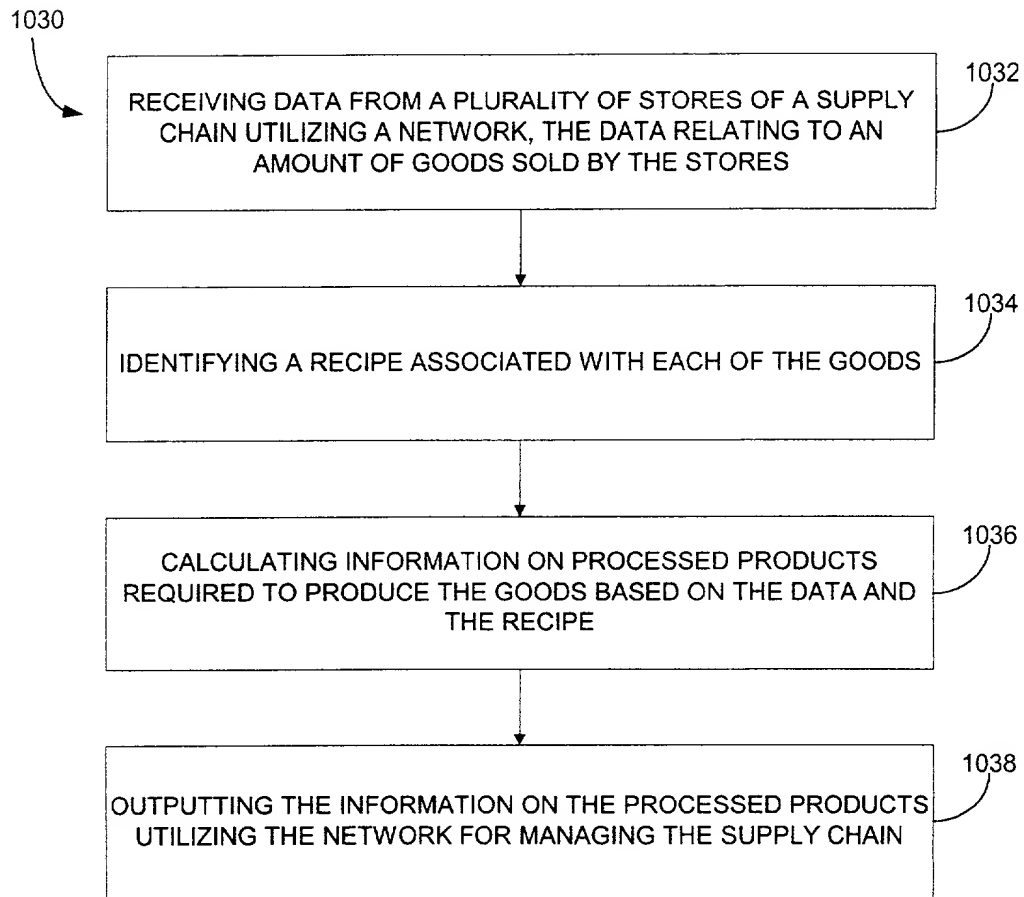 1030
1032
RECEIVING DATA FROM A PLURALITY OF STORES OF A SUPPLY
CHAIN UTILIZING A NETWORK, THE DATA RELATING TO AN
AMOUNT OF GOODS SOLD BY THE STORES
1034
IDENTIFYING A RECIPE ASSOCIATED WITH EACH OF THE GOODS
1036
CALCULATING INFORMATION ON PROCESSED PRODUCTS
REQUIRED TO PRODUCE THE GOODS BASED ON THE DATA AND
THE RECIPE
1038
OUTPUTTING THE INFORMATION ON THE PROCESSED PRODUCTS
UTILIZING THE NETWORK FOR MANAGING THE SUPPLY CHAIN